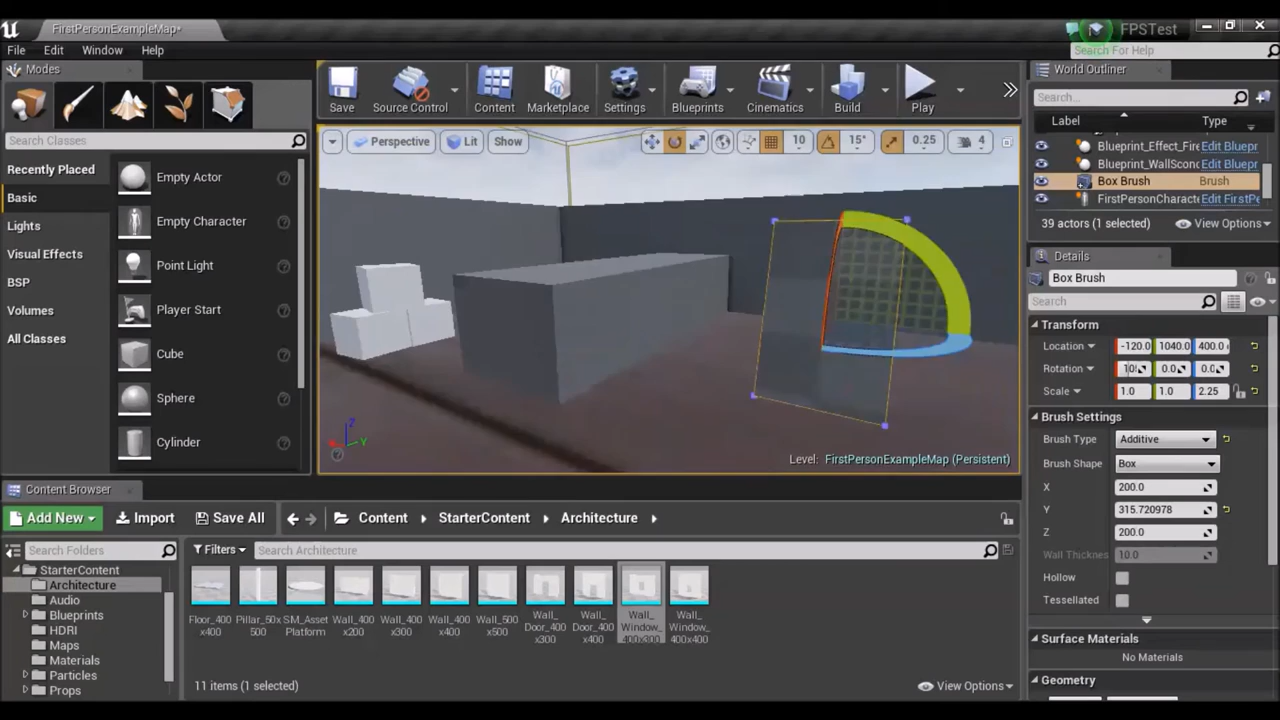 FirstPersonExampleMap*
FPSTest
File Edit Window Help
Search For Help
Modes
World Outliner
Save Source Control Content Marketplace Settings Blueprints Cinematics Build Play
Search...
Label Type
Search Classes
Perspective Lit Show 10 15° 0.25 4
Blueprint_Effect_Fire Edit Bluepr
Blueprint_WallSconc Edit Bluepr
Box Brush Brush
FirstPersonCharacte Edit FirstPe
39 actors (1 selected) View Options
Recently Placed
Basic
Lights
Visual Effects
BSP
Volumes
All Classes
Empty Actor
Empty Character
Point Light
Player Start
Cube
Sphere
Cylinder
Z
Y
Level: FirstPersonExampleMap (Persistent)
Details
Box Brush
Search
Transform
Location -120.0 1040.0 400.0
Rotation 0.0 0.0
Scale 1.0 1.0 2.25
Brush Settings
Brush Type Additive
Brush Shape Box
X 200.0
Y 315.720978
Z 200.0
Wall Thicknes 10.0
Hollow
Tessellated
Surface Materials
No Materials
Geometry
Content Browser
Add New Import Save All Content StarterContent Architecture
Search Folders
Filters Search Architecture
StarterContent
Architecture
Audio
Blueprints
HDRI
Maps
Materials
Particles
Props
Floor_400
x400
Pillar_50x
500
SM_Asset
Platform
Wall_400
x200
Wall_400
x300
Wall_400
x400
Wall_500
x500
Wall_
Door_400
x300
Wall_
Door_400
x400
Wall_
Window_
400x300
Wall_
Window_
400x400
11 items (1 selected) View Options